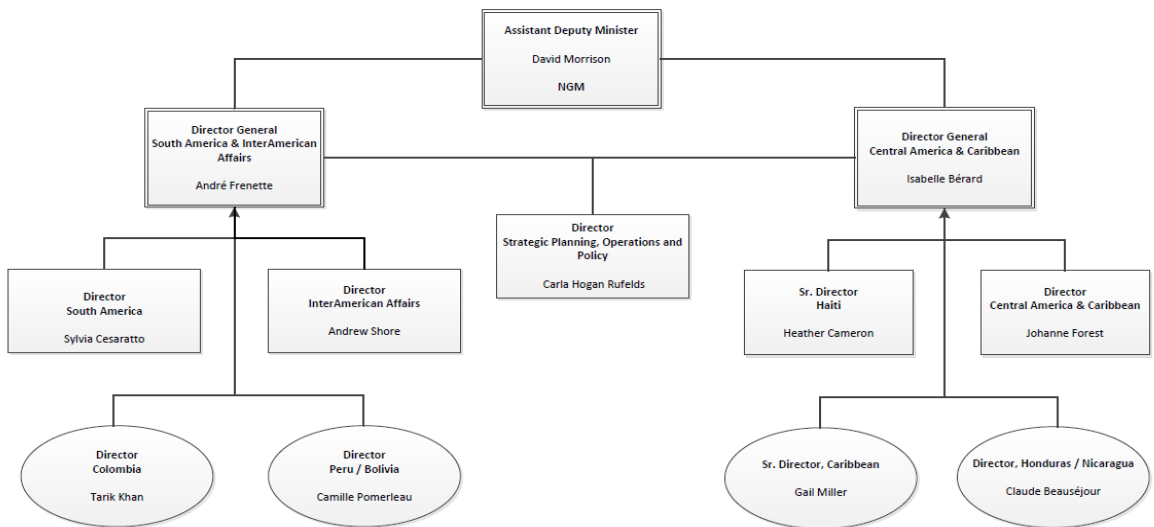 Assistant Deputy Minister
David Morrison
NGM
Director General
South America & InterAmerican
Affairs
André Frenette
Director General
Central America & Caribbean
Isabelle Bérard
Director
Strategic Planning, Operations and
Policy
Carla Hogan Rufelds
Director
South America
Sylvia Cesaratto
Director
InterAmerican Affairs
Andrew Shore
Sr. Director
Haiti
Heather Cameron
Director
Central America & Caribbean
Johanne Forest
Director
Colombia
Tarik Khan
Director
Peru / Bolivia
Camille Pomerleau
Sr. Director, Caribbean
Gail Miller
Director, Honduras / Nicaragua
Claude Beauséjour